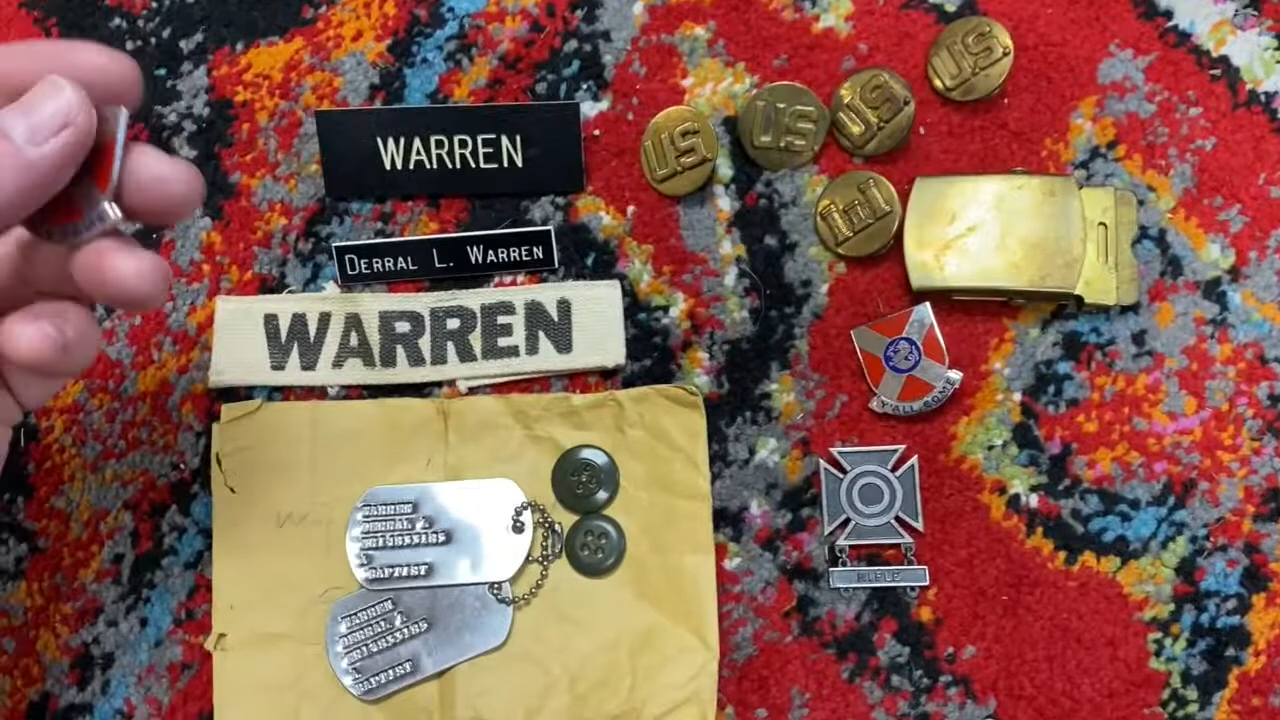 WARREN
DERRAL L. WARREN
WARREN
U.S.
U.S.
U.S.
U.S.
Y'ALL COME
RIFLE
WARREN
DERRAL L
BAPTIST
WARREN
DERRAL L
BAPTIST